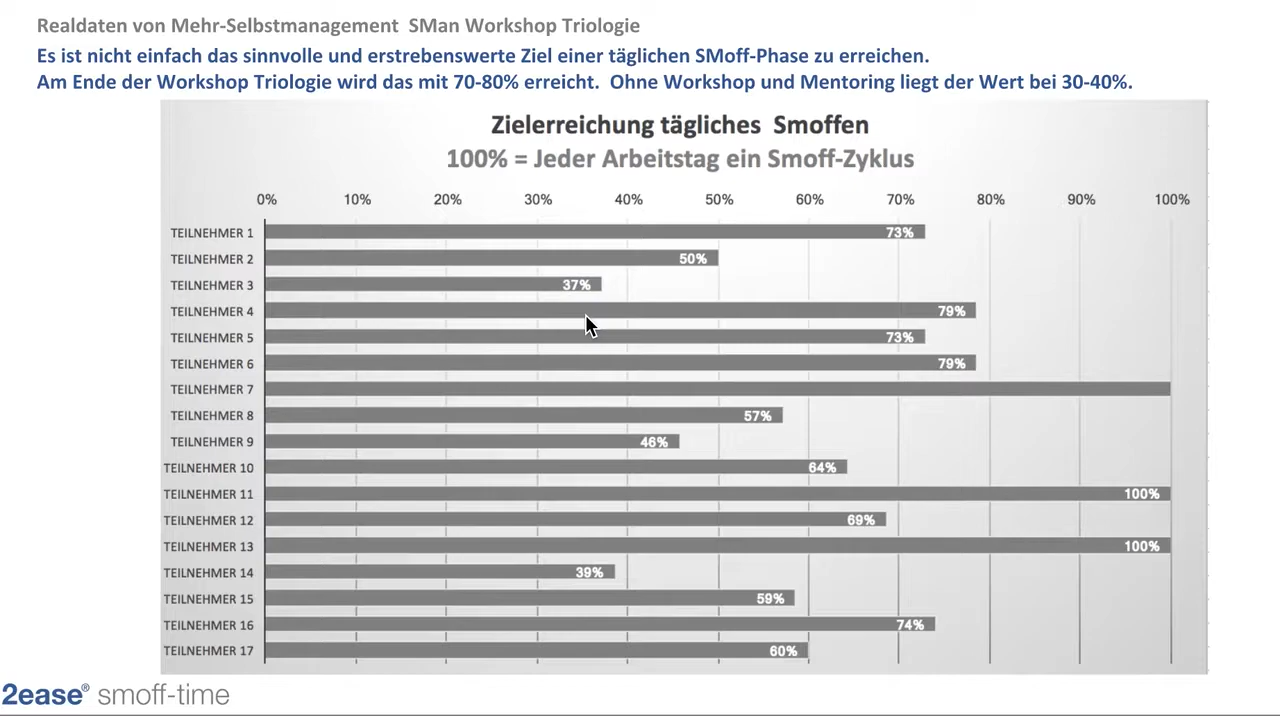 Realdaten von Mehr-Selbstmanagement SMan Workshop Triologie
Es ist nicht einfach das sinnvolle und erstrebenswerte Ziel einer täglichen SMoff-Phase zu erreichen.
Am Ende der Workshop Triologie wird das mit 70-80% erreicht. Ohne Workshop und Mentoring liegt der Wert bei 30-40%.
Zielerreichung tägliches Smoffen
100% = Jeder Arbeitstag ein Smoff-Zyklus
0% 10% 20% 30% 40% 50% 60% 70% 80% 90% 100%
TEILNEHMER 1 73%
TEILNEHMER 2 50%
TEILNEHMER 3 37%
TEILNEHMER 4 79%
TEILNEHMER 5 73%
TEILNEHMER 6 79%
TEILNEHMER 7
TEILNEHMER 8 57%
TEILNEHMER 9 46%
TEILNEHMER 10 64%
TEILNEHMER 11 100%
TEILNEHMER 12 69%
TEILNEHMER 13 100%
TEILNEHMER 14 39%
TEILNEHMER 15 59%
TEILNEHMER 16 74%
TEILNEHMER 17 60%
2ease® smoff-time